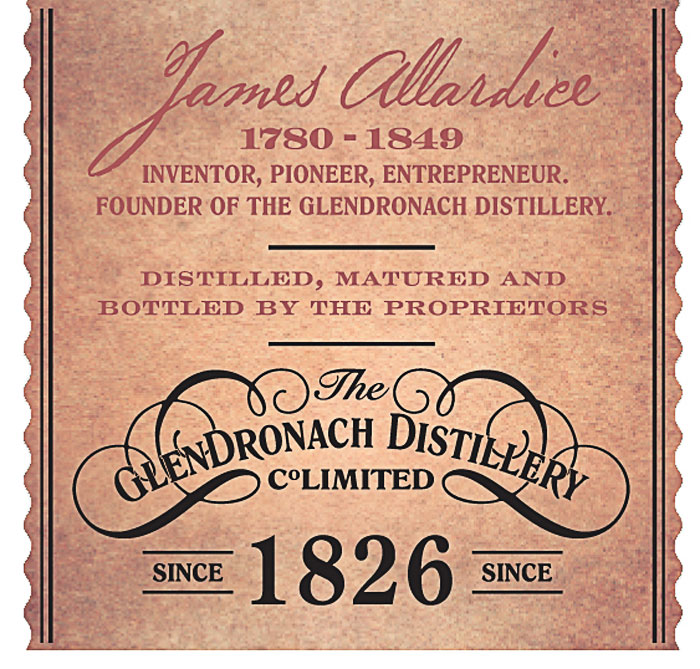 James Allardice
1780 - 1849
INVENTOR, PIONEER, ENTREPRENEUR.
FOUNDER OF THE GLENDRONACH DISTILLERY.
DISTILLED, MATURED AND
BOTTLED BY THE PROPRIETORS
The
GLENDRONACH DISTILLERY
Cº LIMITED
SINCE 1826 SINCE